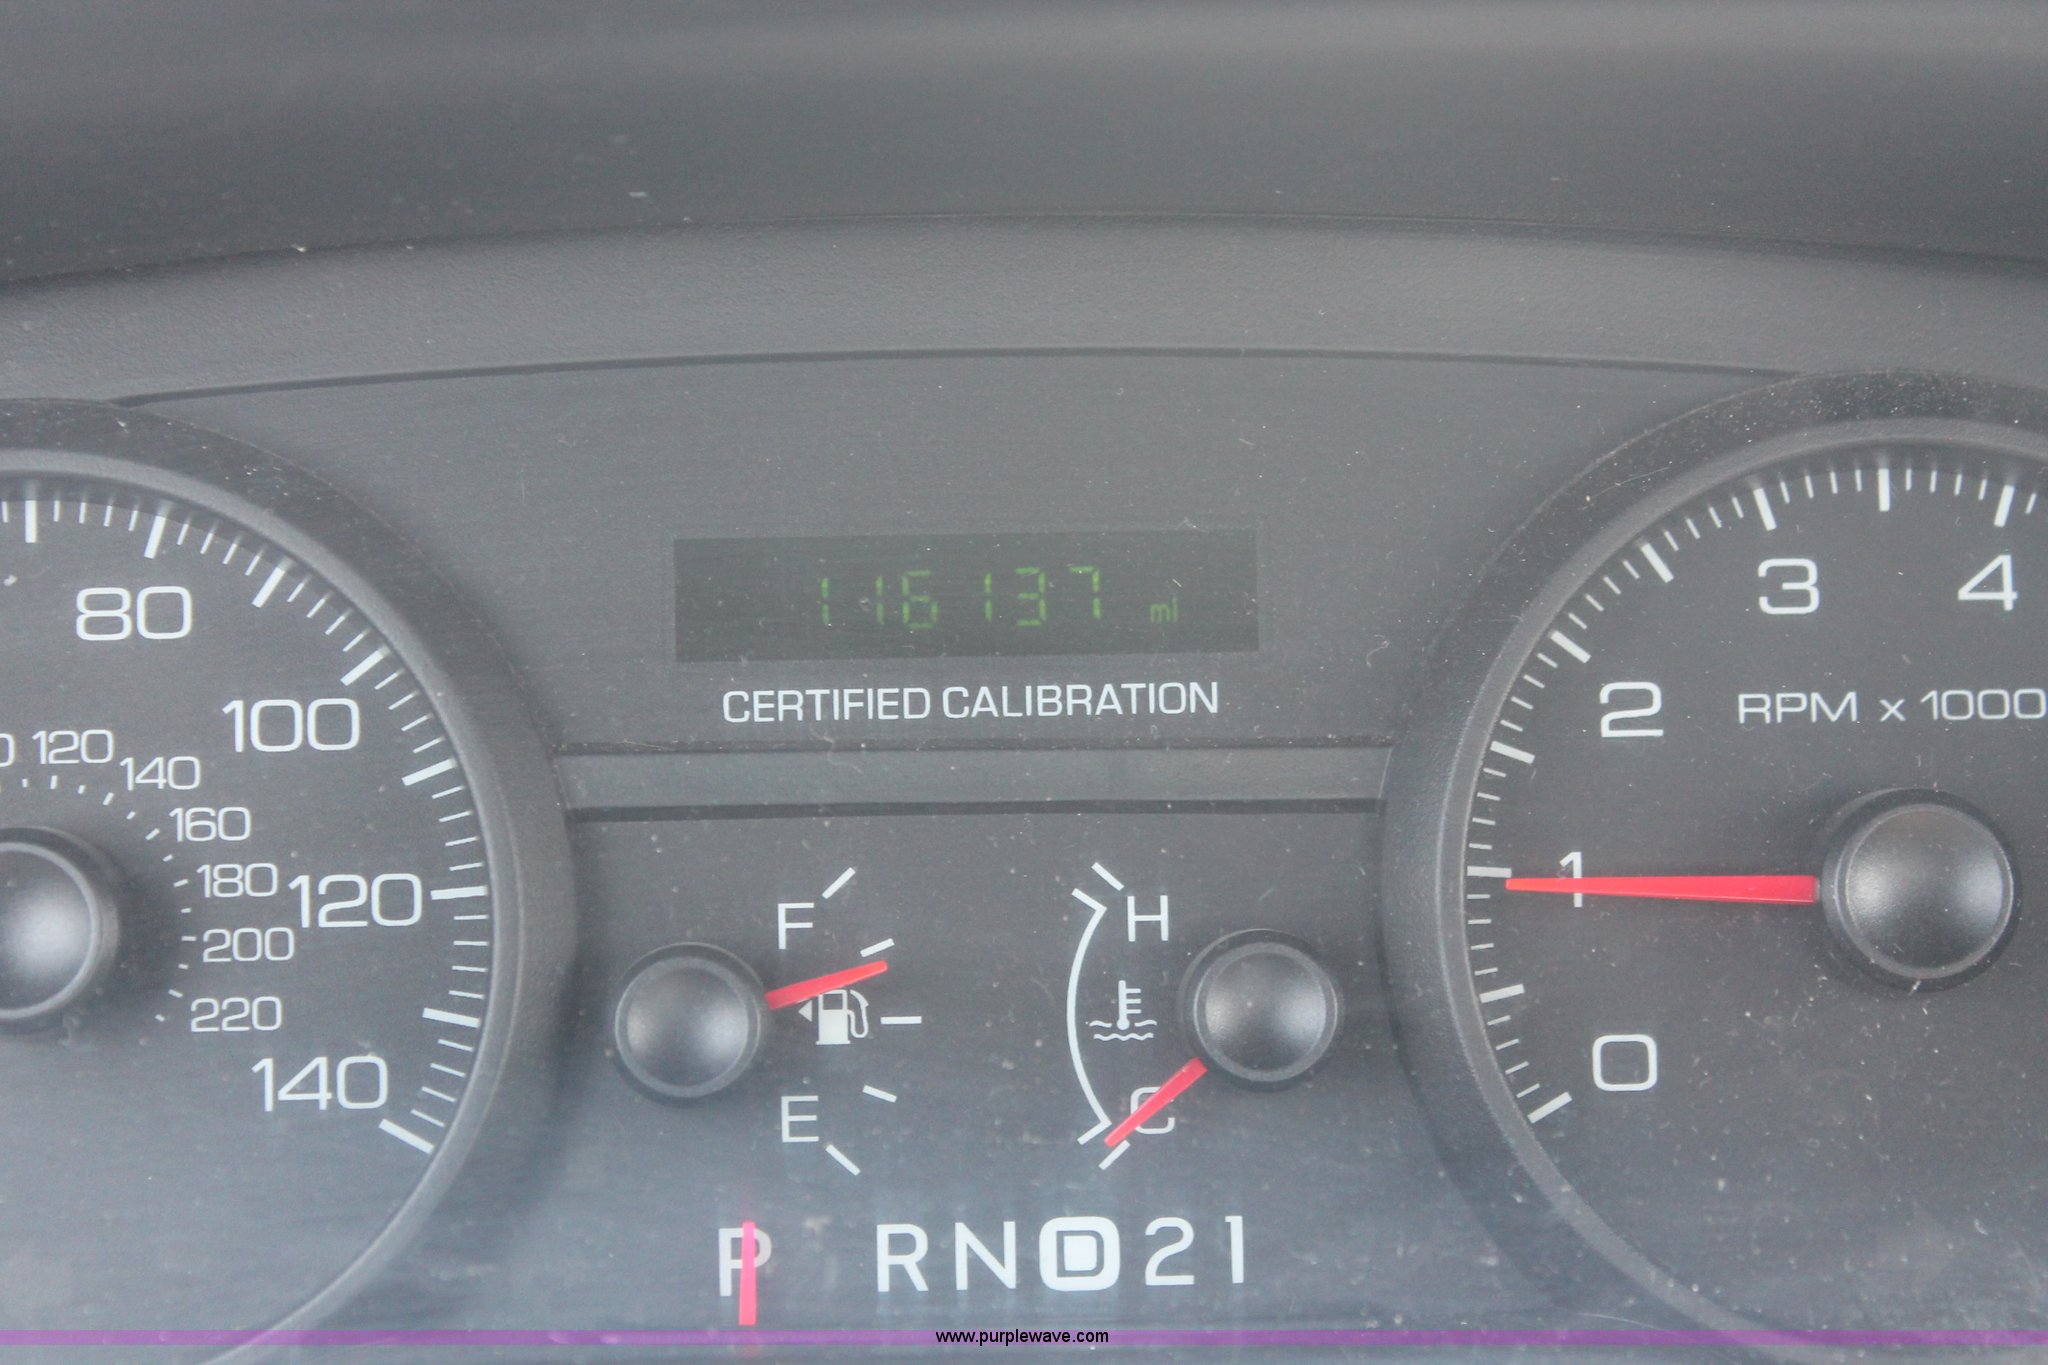 116137 mi
CERTIFIED CALIBRATION
80
100
120
140
120
140
160
180
200
220
F
E
H
C
P R N D 2 1
0
1
2
3
4
RPM x 1000
www.purplewave.com